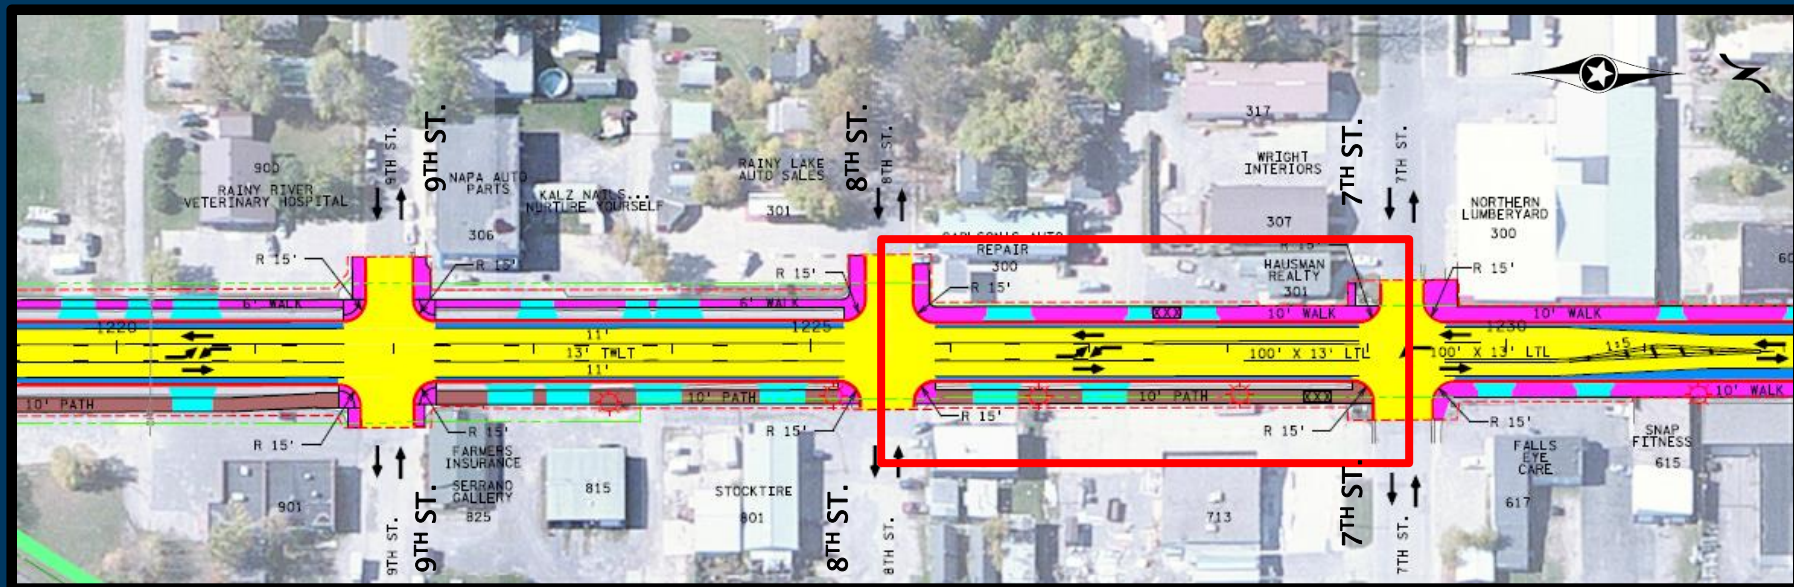 9TH ST.
9TH ST.
8TH ST.
8TH ST.
7TH ST.
7TH ST.
317
WRIGHT
INTERIORS
307
900
RAINY RIVER
VETERINARY HOSPITAL
NAPA AUTO
PARTS
306
KALZ NAILS...
NURTURE YOURSELF
RAINY LAKE
AUTO SALES
301
REPAIR
300
HAUSMAN
REALTY
301
NORTHERN
LUMBERYARD
300
60
R 15'
R 15'
R 15'
R 15'
R 15'
R 15'
6' WALK
6' WALK
10' WALK
10' WALK
1220
1225
1230
11'
13' TWLT
11'
100' X 13' LTL
100' X 13' LTL
1:5
10' PATH
10' PATH
10' PATH
10' WALK
R 15'
R 15'
R 15'
R 15'
R 15'
R 15'
901
FARMERS
INSURANCE
SERRANO
GALLERY
825
815
STOCKTIRE
801
713
FALLS
EYE
CARE
617
SNAP
FITNESS
615
9TH ST.
9TH ST.
8TH ST.
8TH ST.
7TH ST.
7TH ST.